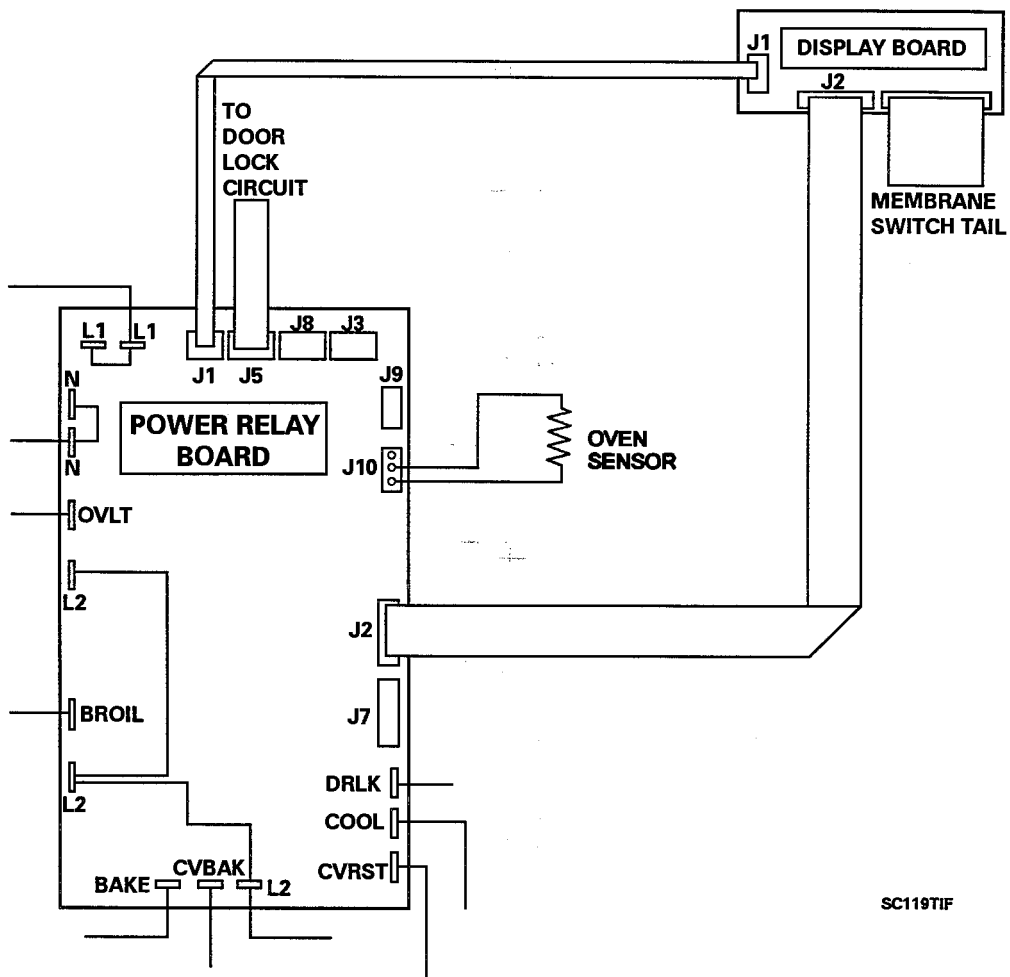 J1
DISPLAY BOARD
J2
TO
DOOR
LOCK
CIRCUIT
MEMBRANE
SWITCH TAIL
L1
L1
J8
J3
J1
J5
N
J9
POWER RELAY
BOARD
N
J10
OVEN
SENSOR
OVLT
L2
J2
BROIL
J7
L2
DRLK
COOL
CVRST
BAKE
CVBAK
L2
SC119TIF